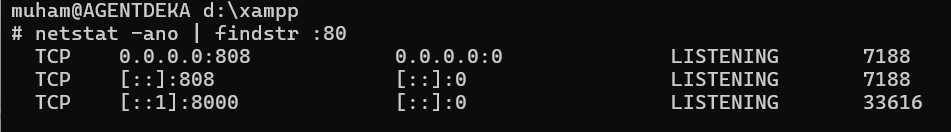 muham@AGENTDEKA d:\xampp
# netstat -ano | findstr :80
TCP 0.0.0.0:808 0.0.0.0:0 LISTENING 7188
TCP [::]:808 [::]:0 LISTENING 7188
TCP [::1]:8000 [::]:0 LISTENING 33616